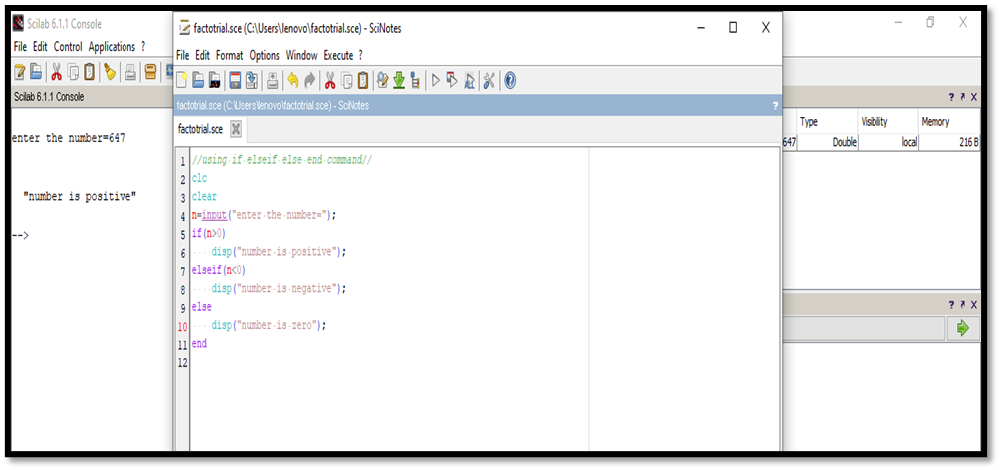 Scilab 6.1.1 Console
File Edit Control Applications ?
Scilab 6.1.1 Console
enter the number=647
"number is positive"
-->
factotrial.sce (C:\Users\lenovo\factotrial.sce) - SciNotes
File Edit Format Options Window Execute ?
factotrial.sce (C:\Users\lenovo\factotrial.sce) - SciNotes ?
factotrial.sce
1 //using if elseif else end command//
2 clc
3 clear
4 n=input("enter the number=");
5 if(n>0)
6 disp("number is positive");
7 elseif(n<0)
8 disp("number is negative");
9 else
10 disp("number is zero");
11 end
12
? X
Type Visibility Memory
647 Double local 216 B
? X